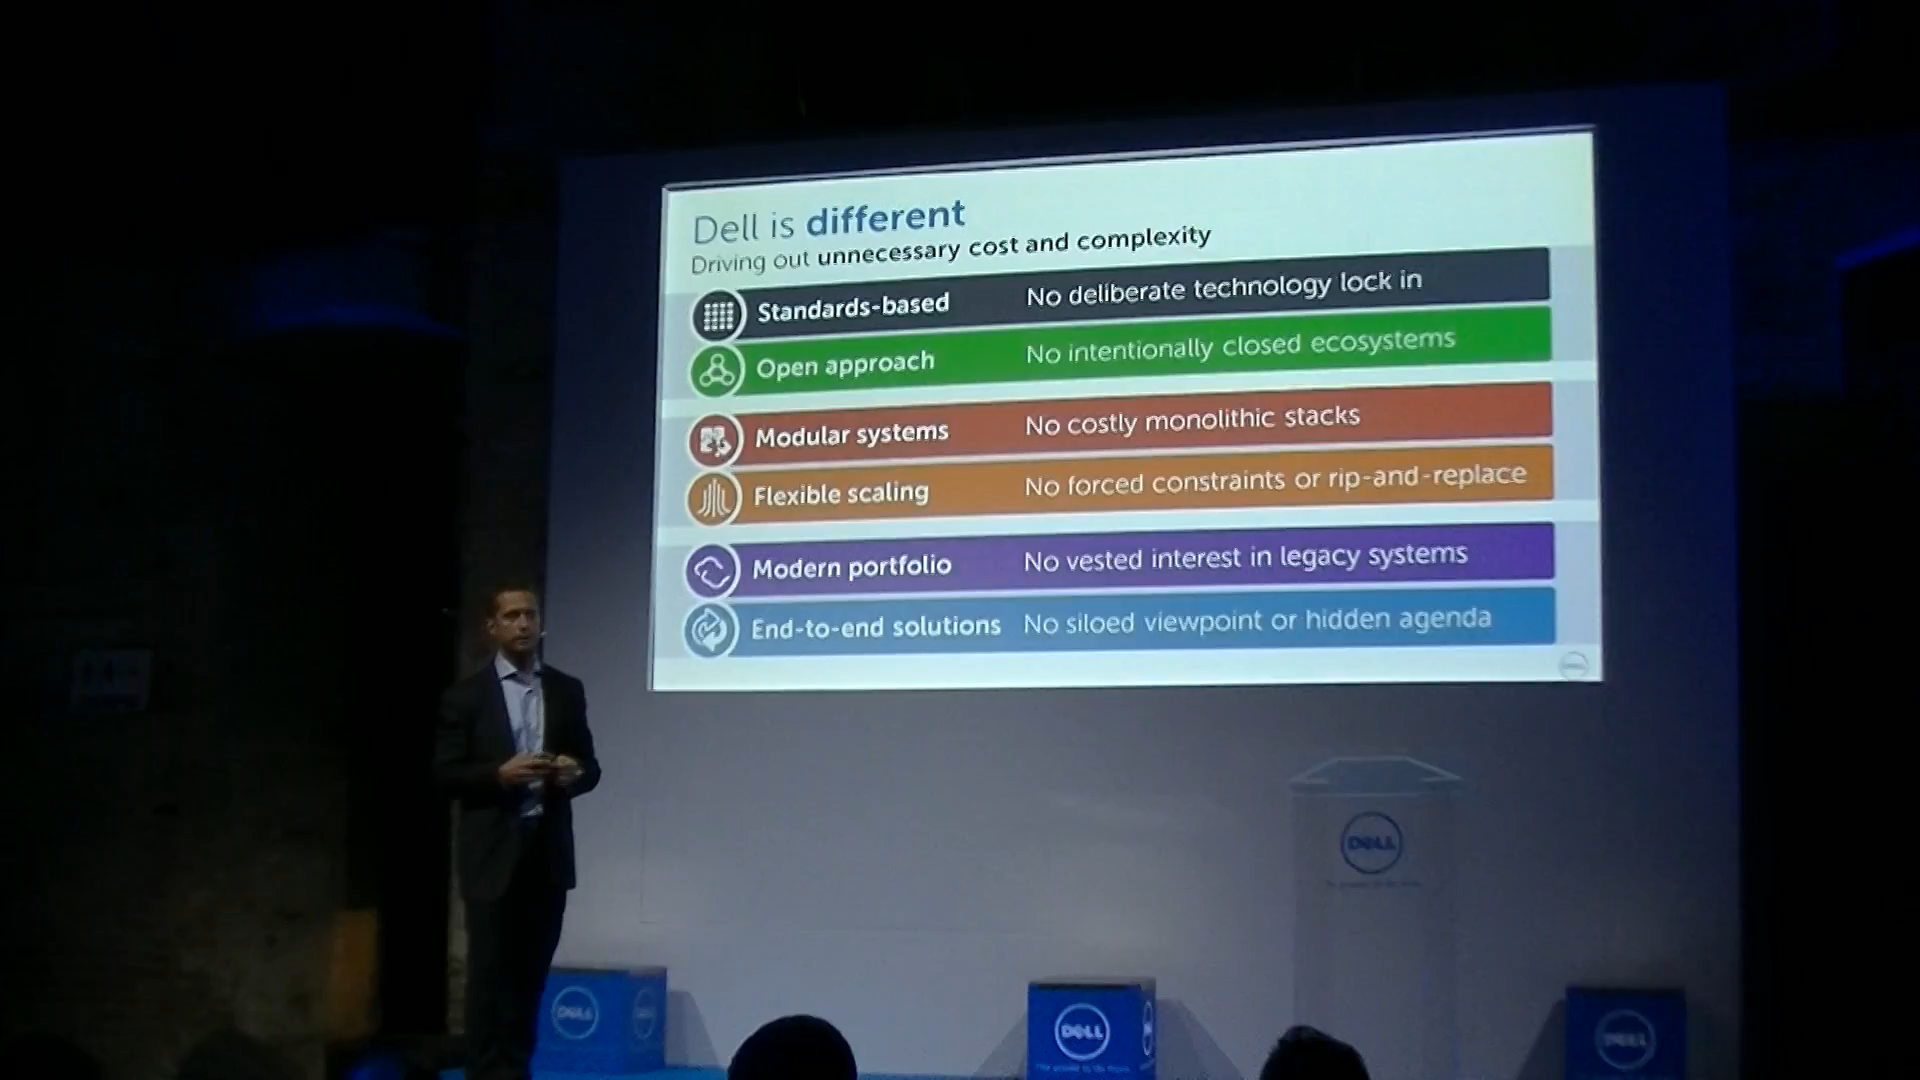 Dell is different
Driving out unnecessary cost and complexity
Standards-based No deliberate technology lock in
Open approach No intentionally closed ecosystems
Modular systems No costly monolithic stacks
Flexible scaling No forced constraints or rip-and-replace
Modern portfolio No vested interest in legacy systems
End-to-end solutions No siloed viewpoint or hidden agenda
DELL
DELL
DELL
DELL
DELL